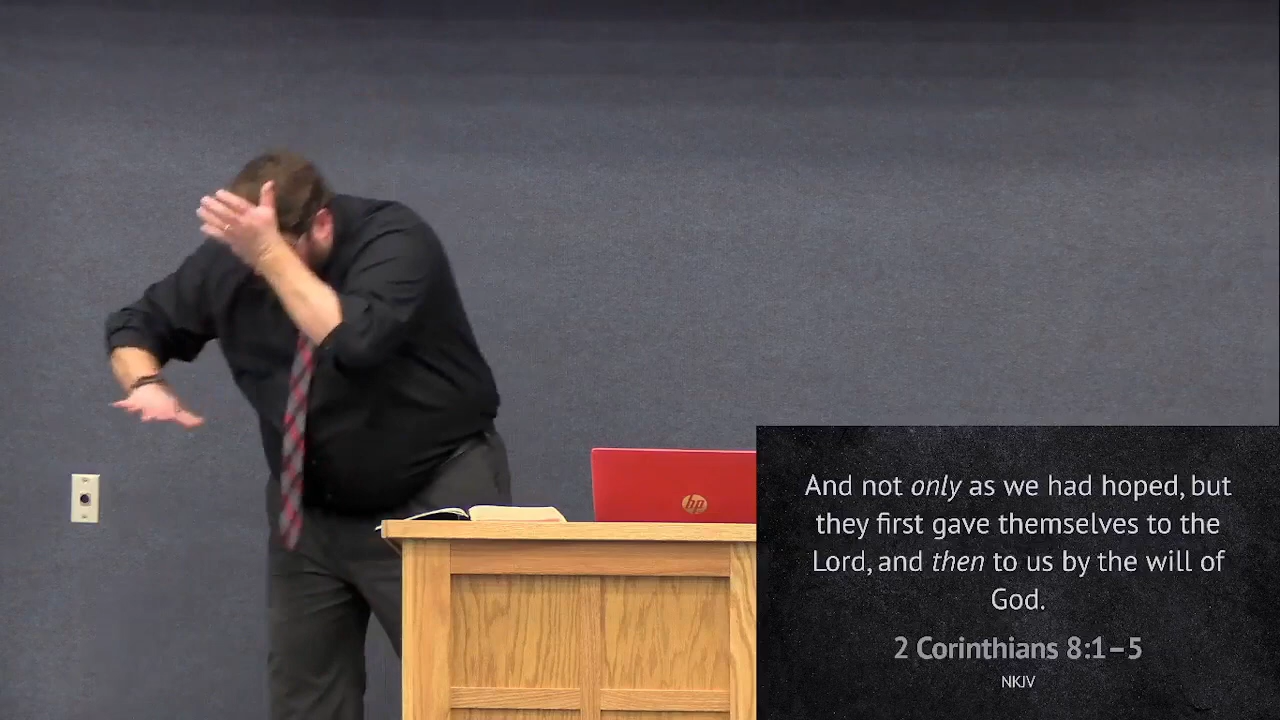 hp
And not only as we had hoped, but
they first gave themselves to the
Lord, and then to us by the will of
God.
2 Corinthians 8:1–5
NKJV